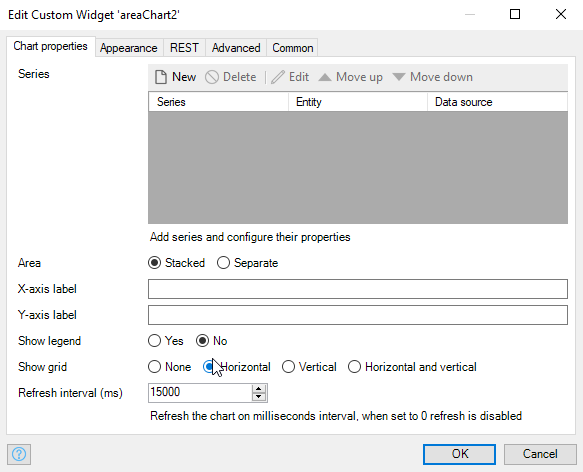 Edit Custom Widget 'areaChart2'
Chart properties Appearance REST Advanced Common
Series New Delete Edit Move up Move down
Series Entity Data source
Add series and configure their properties
Area Stacked Separate
X-axis label
Y-axis label
Show legend Yes No
Show grid None Horizontal Vertical Horizontal and vertical
Refresh interval (ms) 15000
Refresh the chart on milliseconds interval, when set to 0 refresh is disabled
? OK Cancel